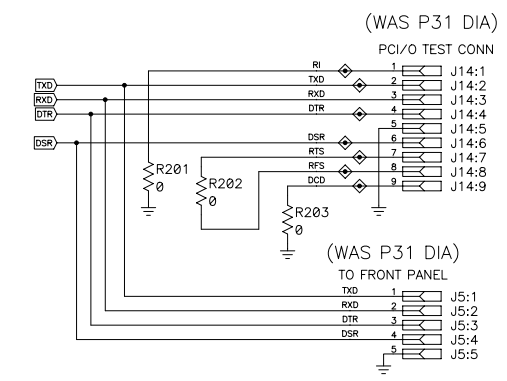 (WAS P31 DIA)
PCI/O TEST CONN
RI 1 J14:1
TXD TXD 2 J14:2
RXD RXD 3 J14:3
DTR DTR 4 J14:4
5 J14:5
DSR DSR 6 J14:6
RTS 7 J14:7
RFS 8 J14:8
DCD 9 J14:9
R201
0
R202
0
R203
0
(WAS P31 DIA)
TO FRONT PANEL
TXD 1 J5:1
RXD 2 J5:2
DTR 3 J5:3
DSR 4 J5:4
5 J5:5